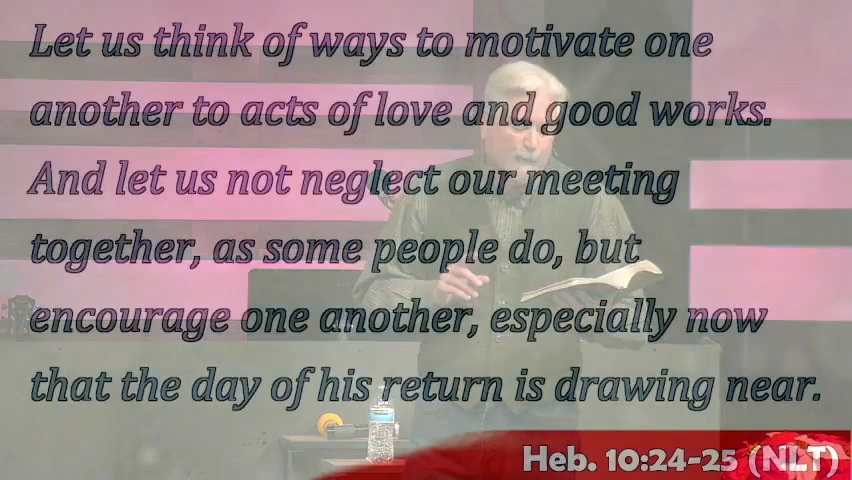 Let us think of ways to motivate one
another to acts of love and good works.
And let us not neglect our meeting
together, as some people do, but
encourage one another, especially now
that the day of his return is drawing near.
Heb. 10:24-25 (NLT)